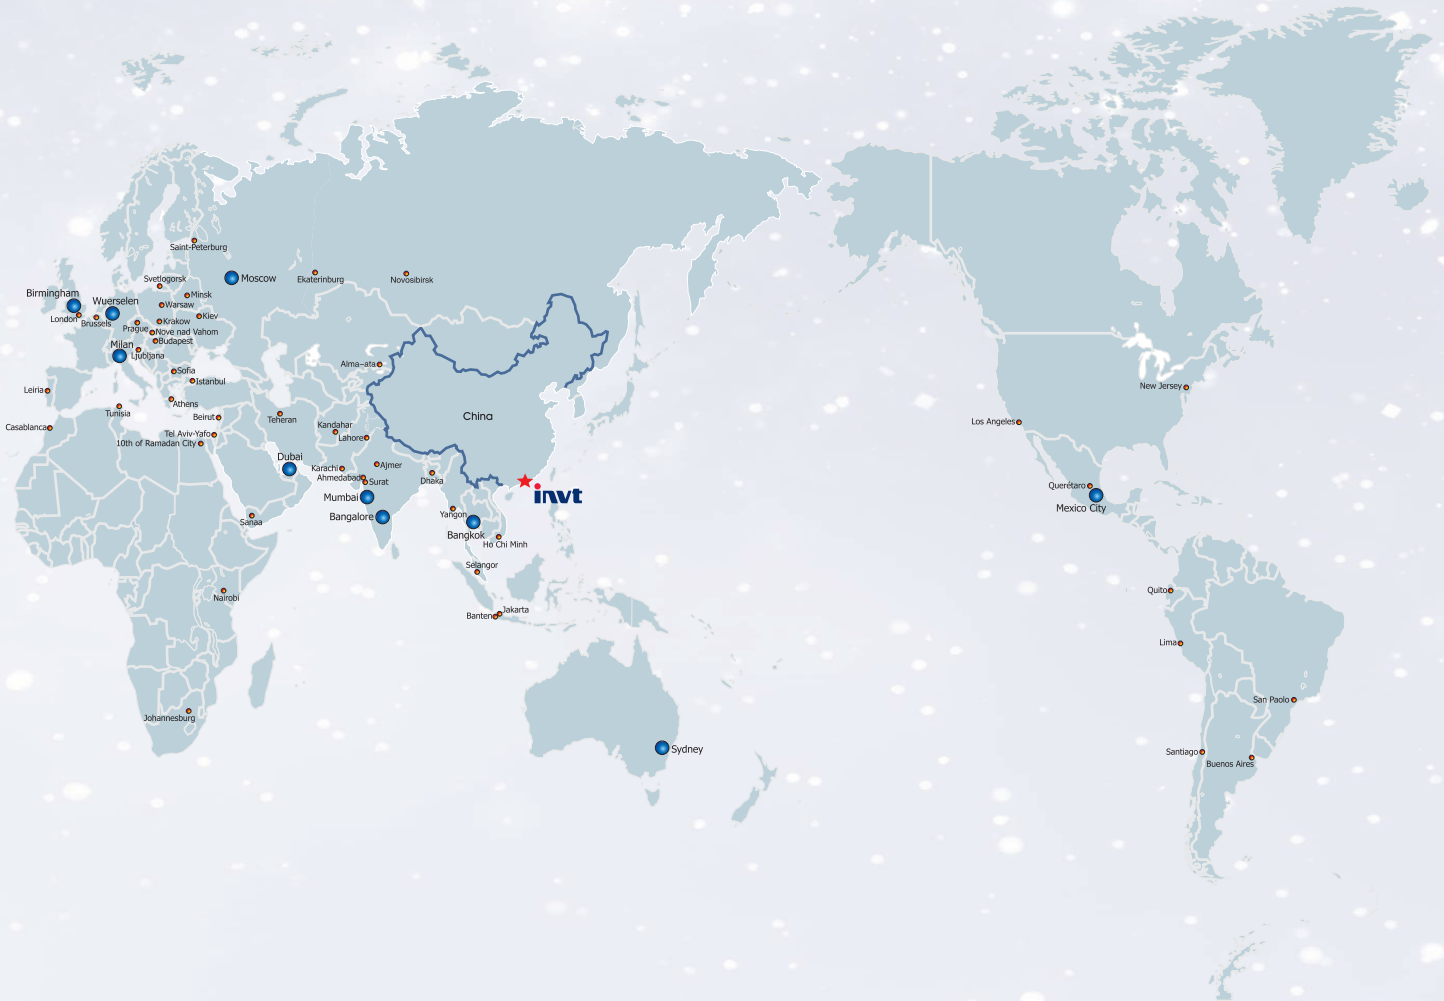 Saint-Peterburg
Moscow
Ekaterinburg
Novosibirsk
Svetlogorsk
Minsk
Birmingham
Wuerselen
Warsaw
London
Brussels
Kiev
Krakow
Prague
Nove nad Vahom
Budapest
Milan
Ljubljana
Alma-ata
Sofia
Istanbul
New Jersey
Leiria
Athens
Tunisia
Beirut
Teheran
China
Los Angeles
Casablanca
Kandahar
Tel Aviv-Yafo
Lahore
10th of Ramadan City
Dubai
Ajmer
Karachi
Ahmedabad
Surat
Dhaka
Querétaro
Mumbai
invt
Mexico City
Yangon
Bangalore
Sanaa
Bangkok
Ho Chi Minh
Selangor
Quito
Nairobi
Jakarta
Banten
Lima
San Paolo
Johannesburg
Sydney
Santiago
Buenos Aires